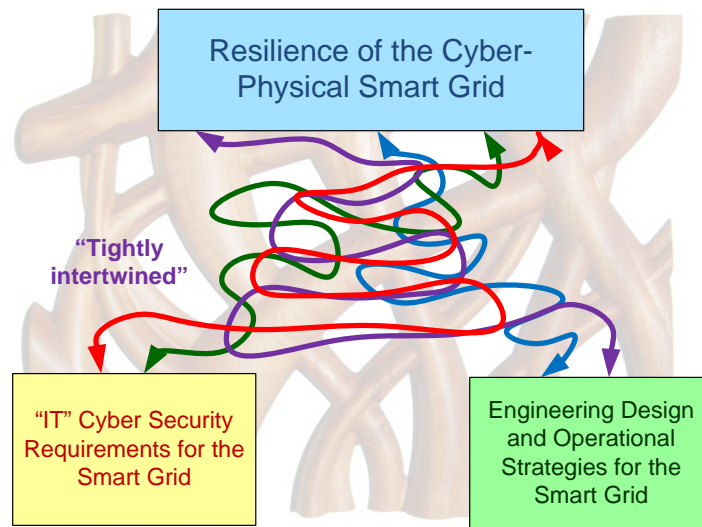 Resilience of the Cyber-
Physical Smart Grid
“Tightly
intertwined”
“IT” Cyber Security
Requirements for the
Smart Grid
Engineering Design
and Operational
Strategies for the
Smart Grid